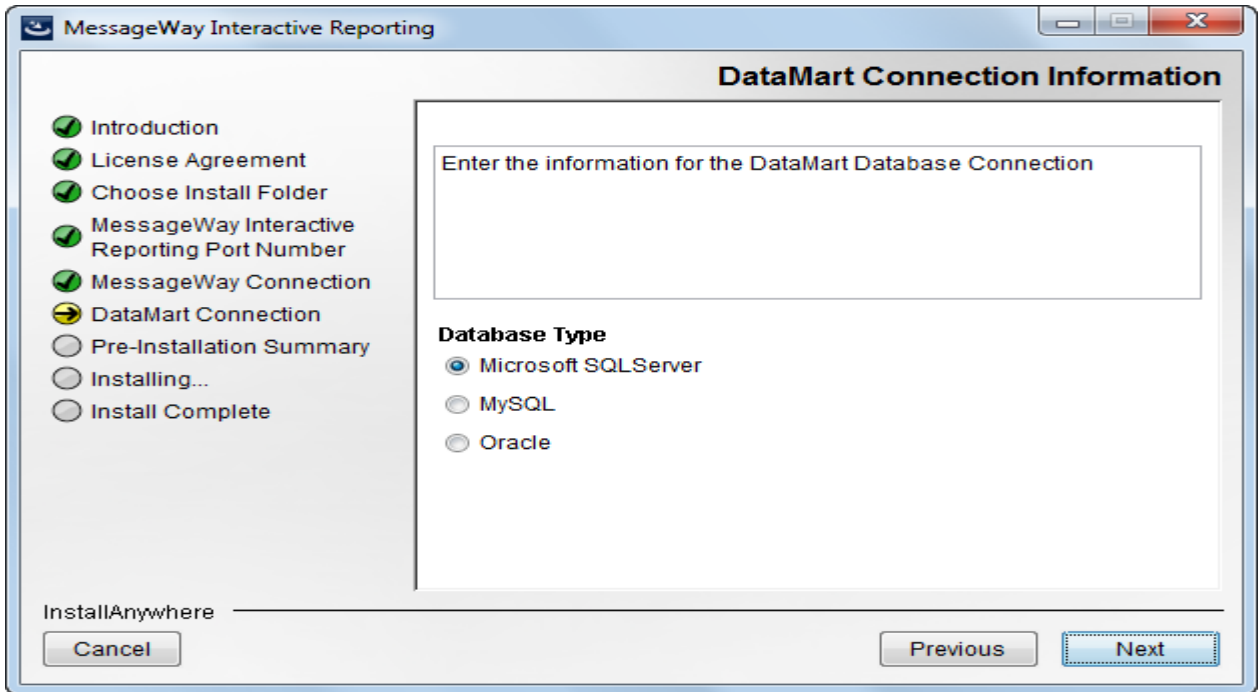 MessageWay Interactive Reporting
DataMart Connection Information
Introduction
License Agreement
Choose Install Folder
MessageWay Interactive
Reporting Port Number
MessageWay Connection
DataMart Connection
Pre-Installation Summary
Installing...
Install Complete
Enter the information for the DataMart Database Connection
Database Type
Microsoft SQLServer
MySQL
Oracle
InstallAnywhere
Cancel
Previous
Next